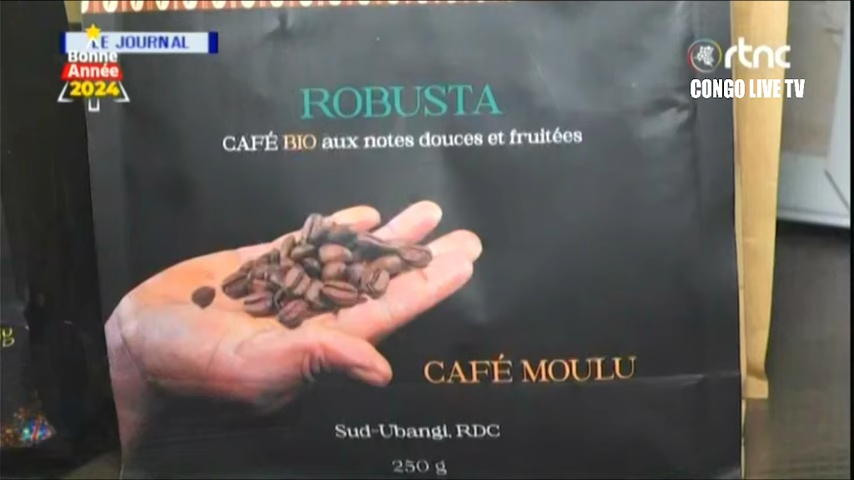 LE JOURNAL
Bonne
Année
2024
rtnc
CONGO LIVE TV
ROBUSTA
CAFÉ BIO aux notes douces et fruitées
CAFÉ MOULU
Sud-Ubangi, RDC
250 g